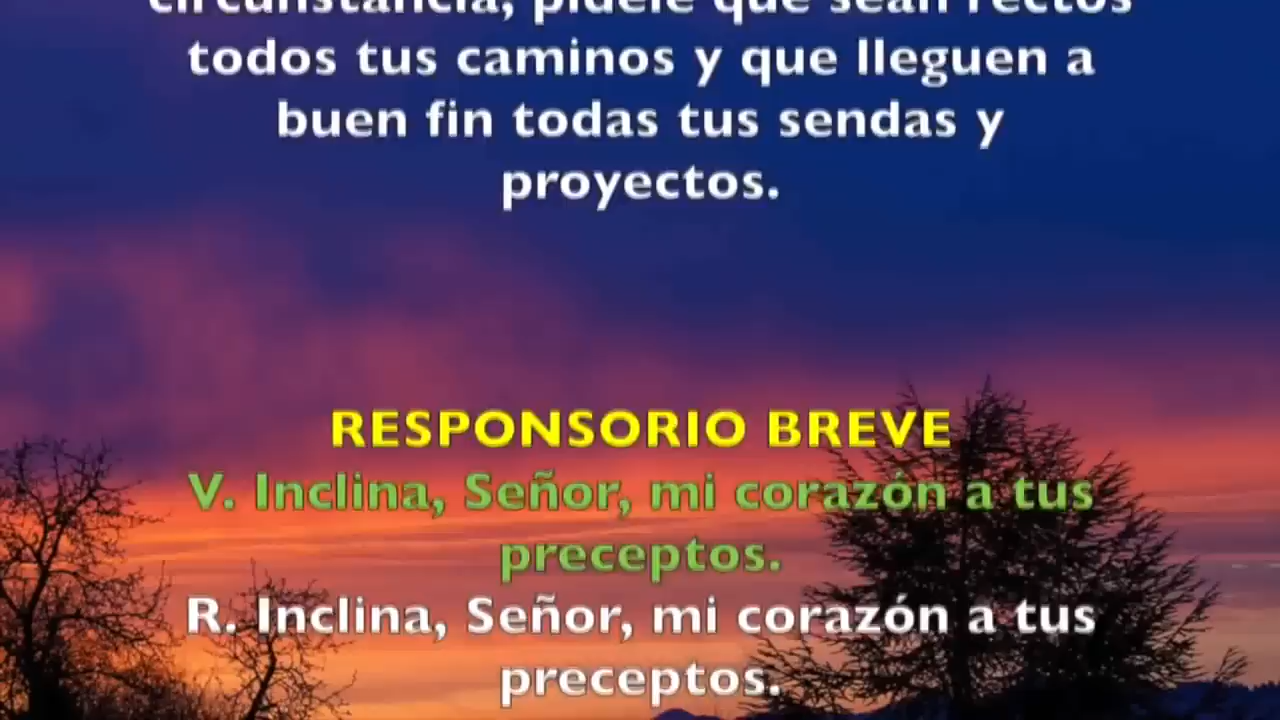 circunstancia, pídele que sean rectos
todos tus caminos y que lleguen a
buen fin todas tus sendas y
proyectos.
RESPONSORIO BREVE
V. Inclina, Señor, mi corazón a tus
preceptos.
R. Inclina, Señor, mi corazón a tus
preceptos.